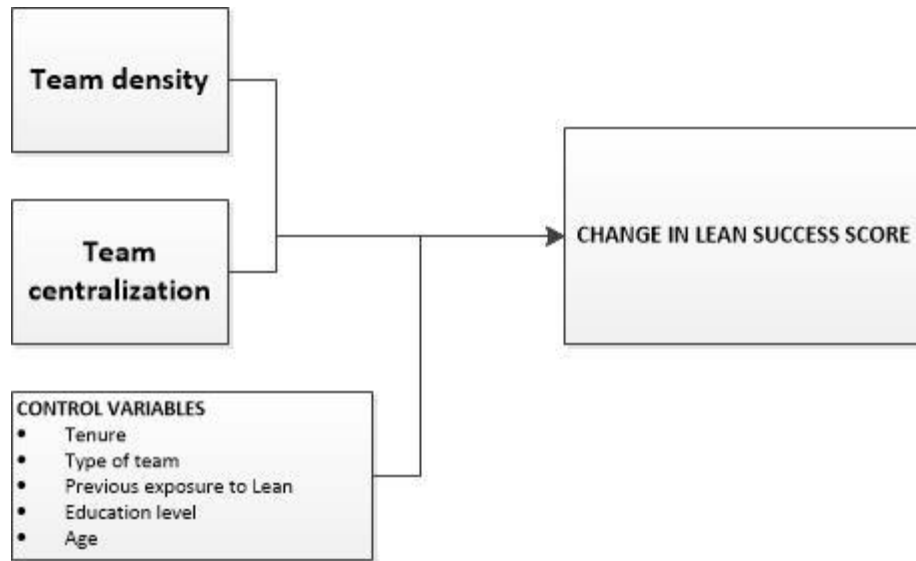 Team density
Team
centralization
CHANGE IN LEAN SUCCESS SCORE
CONTROL VARIABLES
• Tenure
• Type of team
• Previous exposure to Lean
• Education level
• Age